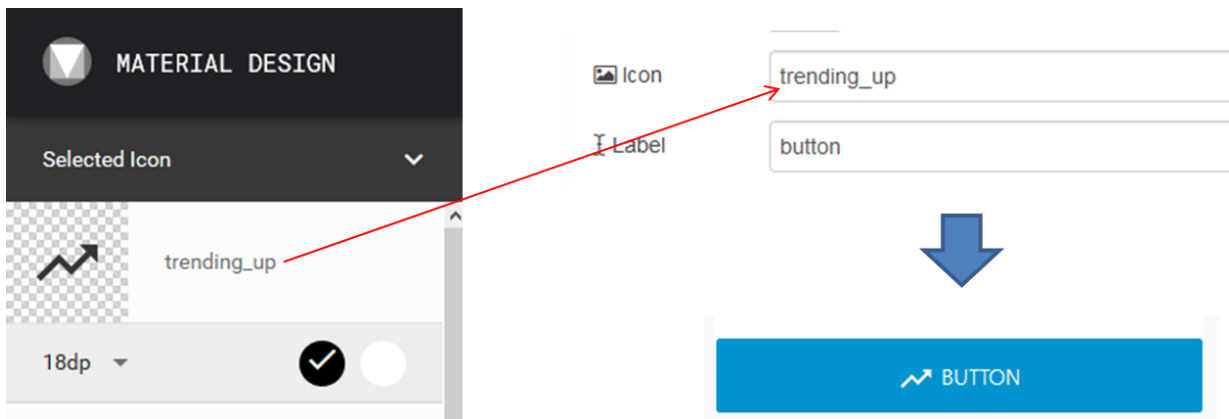 MATERIAL DESIGN
Selected Icon
trending_up
18dp
Icon
trending_up
Label
button
BUTTON